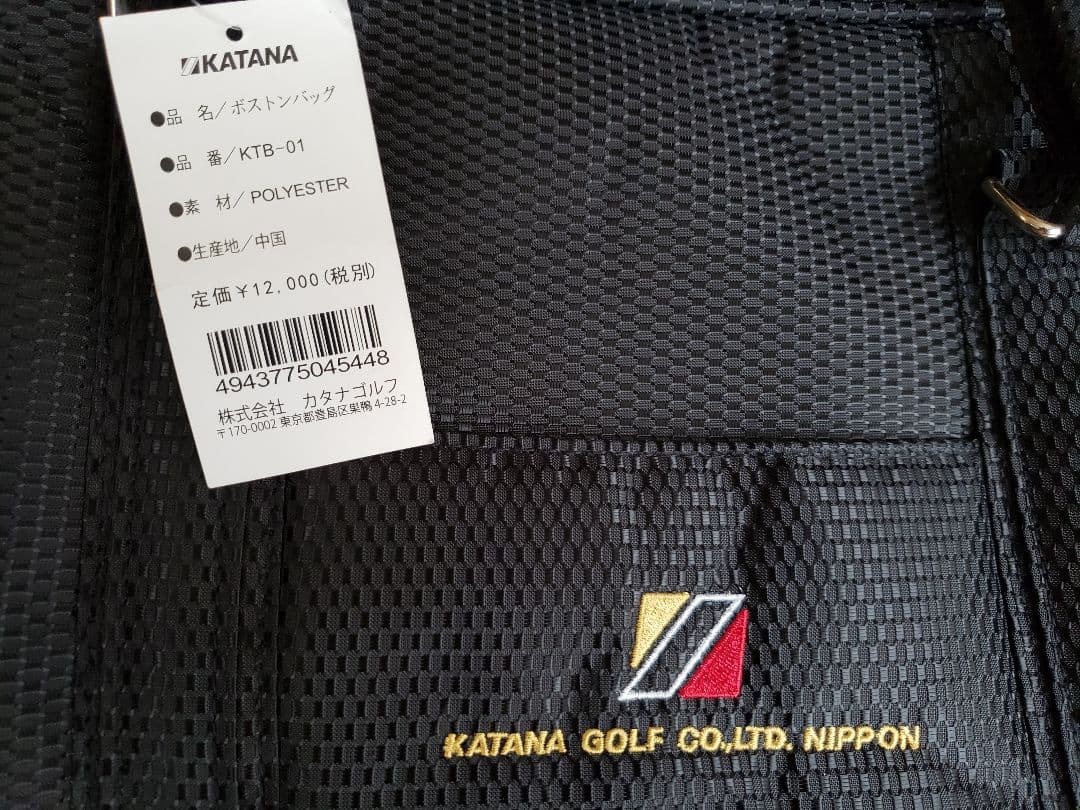 KATANA
●品 名/ボストンバッグ
●品 番/KTB-01
●素 材/POLYESTER
●生産地/中国
定価¥12,000(税別)
4943775045448
株式会社 カタナゴルフ
〒170-0002 東京都豊島区巣鴨4-28-2
KATANA GOLF CO.,LTD. NIPPON